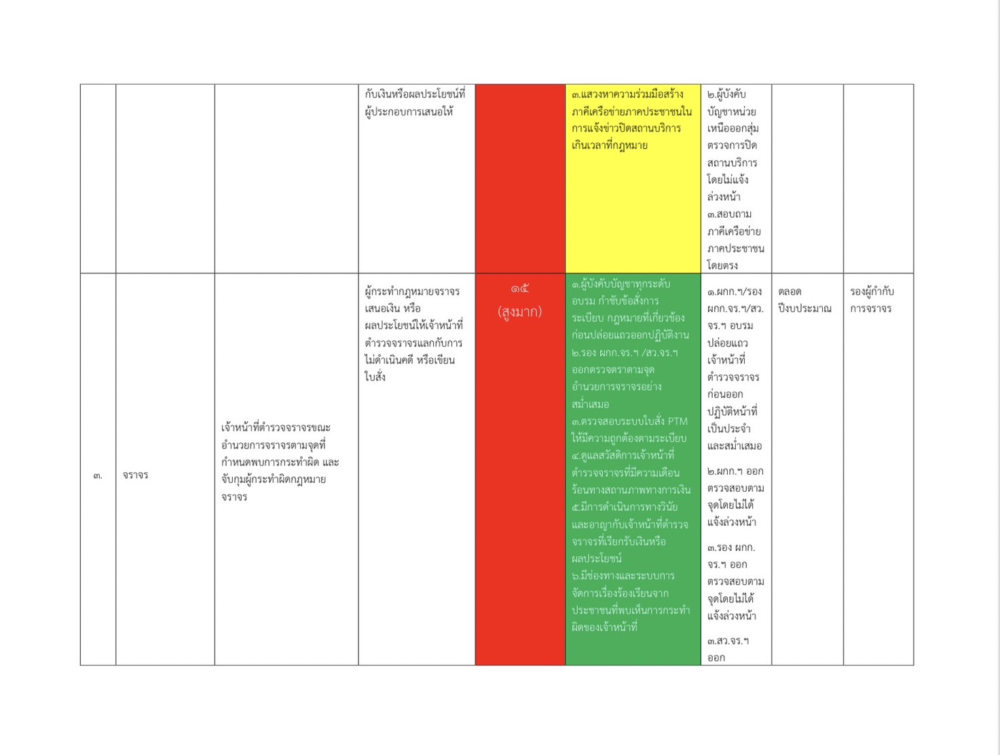 กับเงินหรือผลประโยชน์ที่
ผู้ประกอบการเสนอให้
๓.แสวงหาความร่วมมือสร้าง
ภาคีเครือข่ายภาคประชาชนใน
การแจ้งข่าวปิดสถานบริการ
เกินเวลาที่กฎหมาย
๒.ผู้บังคับ
บัญชาหน่วย
เหนือออกสุ่ม
ตรวจการปิด
สถานบริการ
โดยไม่แจ้ง
ล่วงหน้า
๓.สอบถาม
ภาคีเครือข่าย
ภาคประชาชน
โดยตรง
๓.
จราจร
เจ้าหน้าที่ตำรวจจราจรขณะ
อำนวยการจราจรตามจุดที่
กำหนดพบการกระทำผิด และ
จับกุมผู้กระทำผิดกฎหมาย
จราจร
ผู้กระทำกฎหมายจราจร
เสนอเงิน หรือ
ผลประโยชน์ให้เจ้าหน้าที่
ตำรวจจราจรแลกกับการ
ไม่ดำเนินคดี หรือเขียน
ใบสั่ง
๑๕
(สูงมาก)
๑.ผู้บังคับบัญชาทุกระดับ
อบรม กำชับข้อสั่งการ
ระเบียบ กฎหมายที่เกี่ยวข้อง
ก่อนปล่อยแถวออกปฏิบัติงาน
๒.รอง ผกก.จร.ฯ /สว.จร.ฯ
ออกตรวจตราตามจุด
อำนวยการจราจรอย่าง
สม่ำเสมอ
๓.ตรวจสอบระบบใบสั่ง PTM
ให้มีความถูกต้องตามระเบียบ
๔.ดูแลสวัสดิการเจ้าหน้าที่
ตำรวจจราจรที่มีความเดือน
ร้อนทางสถานภาพทางการเงิน
๕.มีการดำเนินการทางวินัย
และอาญากับเจ้าหน้าที่ตำรวจ
จราจรที่เรียกรับเงินหรือ
ผลประโยชน์
๖.มีช่องทางและระบบการ
จัดการเรื่องร้องเรียนจาก
ประชาชนที่พบเห็นการกระทำ
ผิดของเจ้าหน้าที่
๑.ผกก.ฯ/รอง
ผกก.จร.ฯ/สว.
จร.ฯ อบรม
ปล่อยแถว
เจ้าหน้าที่
ตำรวจจราจร
ก่อนออก
ปฏิบัติหน้าที่
เป็นประจำ
และสม่ำเสมอ
๒.ผกก.ฯ ออก
ตรวจสอบตาม
จุดโดยไม่ได้
แจ้งล่วงหน้า
๓.รอง ผกก.
จร.ฯ ออก
ตรวจสอบตาม
จุดโดยไม่ได้
แจ้งล่วงหน้า
๓.สว.จร.ฯ
ออก
ตลอด
ปีงบประมาณ
รองผู้กำกับ
การจราจร